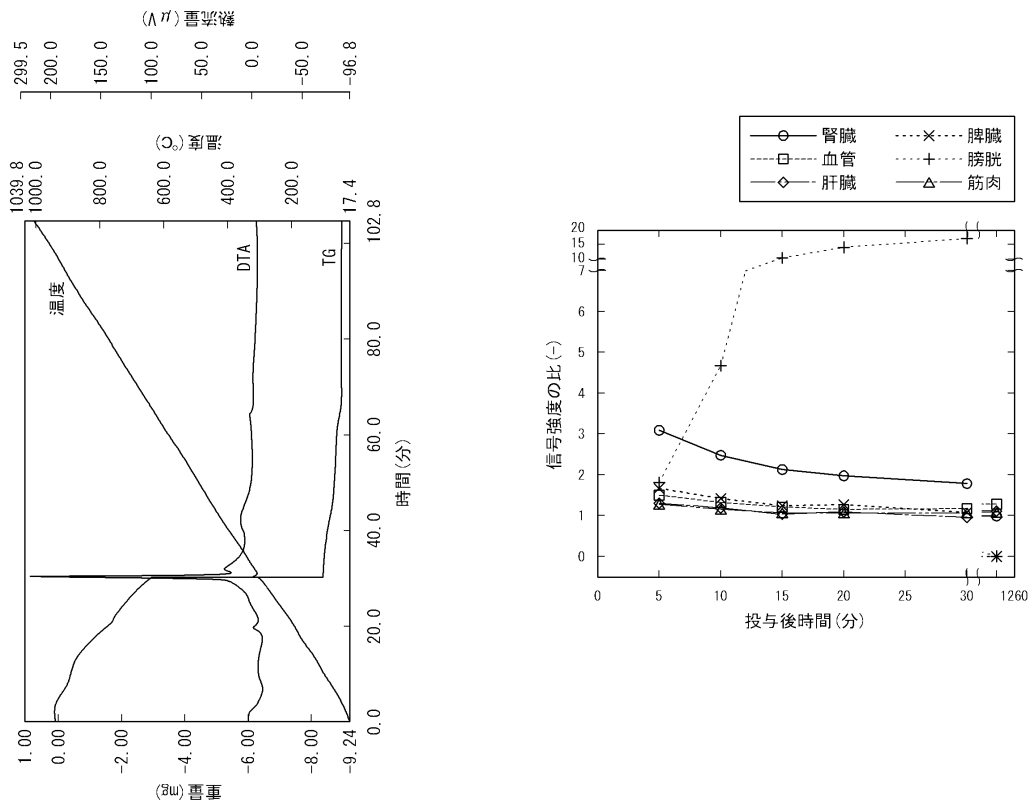 熱流量(μV)
299.5 200.0 150.0 100.0 50.0 0.0 -50.0 -96.8
温度(℃)
1039.8 1000.0 800.0 600.0 400.0 200.0 17.4
温度
DTA
TG
0.0 20.0 40.0 60.0 80.0 102.8
時間(分)
1.00 0.00 -2.00 -4.00 -6.00 -8.00 -9.24
重量(mg)
腎臓 脾臓
血管 膀胱
肝臓 筋肉
20
15
10
7
6
5
4
3
2
1
0
信号強度の比(-)
0 5 10 15 20 25 30 1260
投与後時間(分)